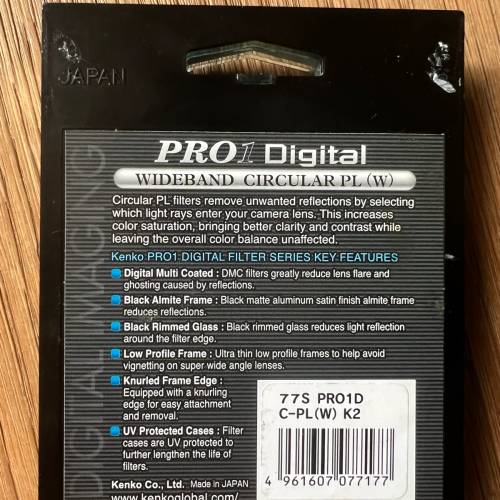 JAPAN
PRO1 Digital
WIDEBAND CIRCULAR PL (W)
Circular PL filters remove unwanted reflections by selecting
which light rays enter your camera lens. This increases
color saturation, bringing better clarity and contrast while
leaving the overall color balance unaffected.
Kenko PRO1 DIGITAL FILTER SERIES KEY FEATURES
Digital Multi Coated : DMC filters greatly reduce lens flare and
ghosting caused by reflections.
Black Almite Frame : Black matte aluminum satin finish almite frame
reduces reflections.
Black Rimmed Glass : Black rimmed glass reduces light reflection
around the filter edge.
Low Profile Frame : Ultra thin low profile frames to help avoid
vignetting on super wide angle lenses.
Knurled Frame Edge :
Equipped with a knurled
edge for easy attachment
and removal.
UV Protected Cases : Filter
cases are UV protected to
further lengthen the life of
filters.
Kenko Co., Ltd. Made in JAPAN
www.kenkoglobal.com/
77S PRO1D
C-PL(W) K2
4 961607 077177
DIGITAL IMAGING